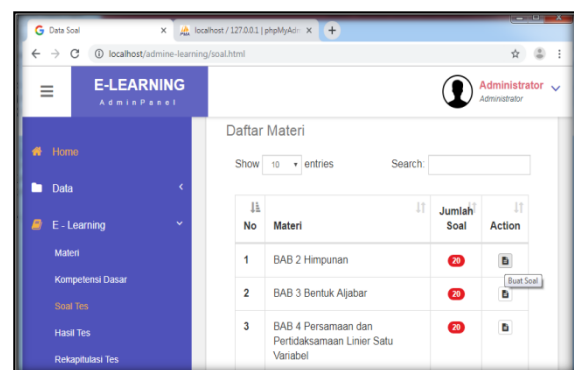 Data Soal
localhost / 127.0.0.1 | phpMyAdm
localhost/admine-learning/soal.html
E-LEARNING
AdminPanel
Administrator
Administrator
Home
Data
E - Learning
Materi
Kompetensi Dasar
Soal Tes
Hasil Tes
Rekapitulasi Tes
Daftar Materi
Show 10 entries Search:
No Materi Jumlah Soal Action
1 BAB 2 Himpunan 20
Buat Soal
2 BAB 3 Bentuk Aljabar 20
3 BAB 4 Persamaan dan 20
Pertidaksamaan Linier Satu
Variabel